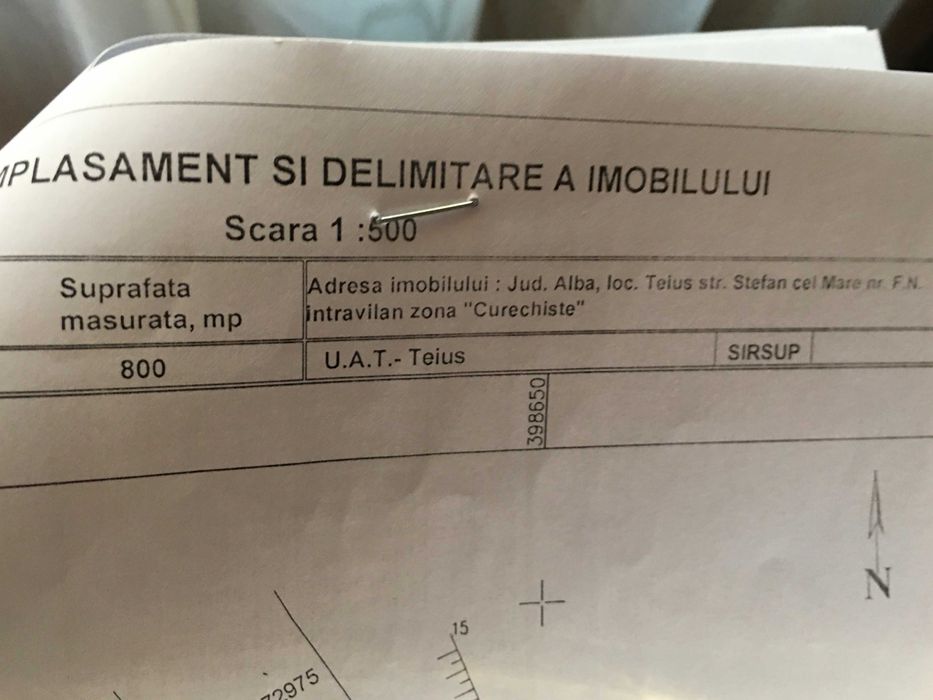 MPLASAMENT SI DELIMITARE A IMOBILULUI
Scara 1 :500
Suprafata
masurata, mp
Adresa imobilului : Jud. Alba, loc. Teius str. Stefan cel Mare nr. F.N.
intravilan zona "Curechiste"
800
U.A.T.- Teius
SIRSUP
398650
N
15
72975